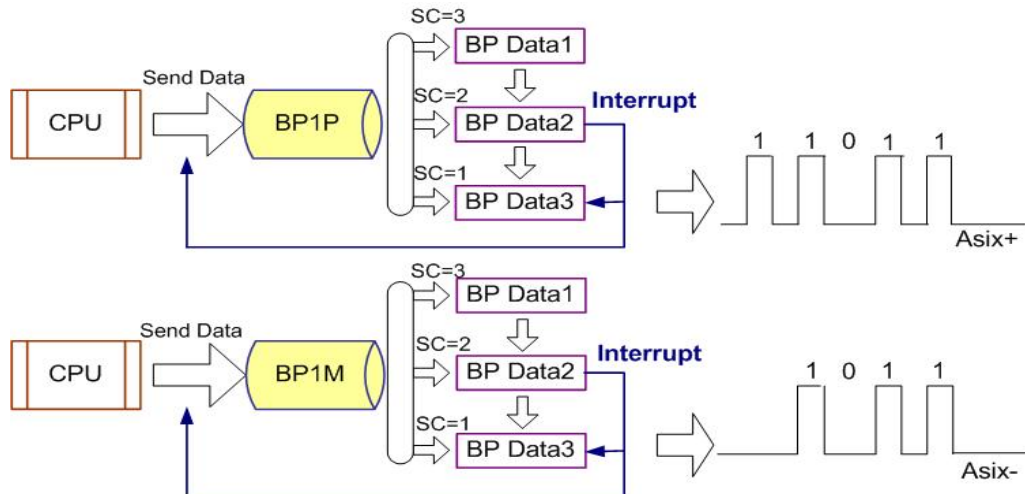 SC=3
BP Data1
Send Data
SC=2
Interrupt
CPU
BP1P
BP Data2
1 1 0 1 1
SC=1
BP Data3
Asix+
SC=3
BP Data1
Send Data
SC=2
Interrupt
CPU
BP1M
BP Data2
1 0 1 1
SC=1
BP Data3
Asix-